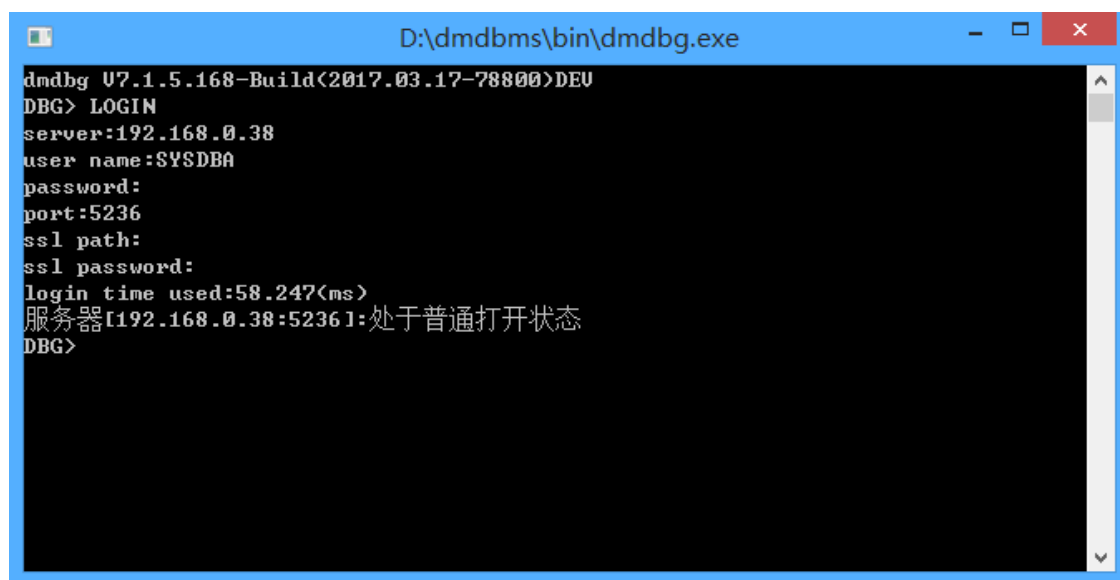 D:\dmdbms\bin\dmdbg.exe
dmdbg V7.1.5.168-Build(2017.03.17-78800)DEV
DBG> LOGIN
server:192.168.0.38
user name:SYSDBA
password:
port:5236
ssl path:
ssl password:
login time used:58.247(ms)
服务器[192.168.0.38:5236]:处于普通打开状态
DBG>